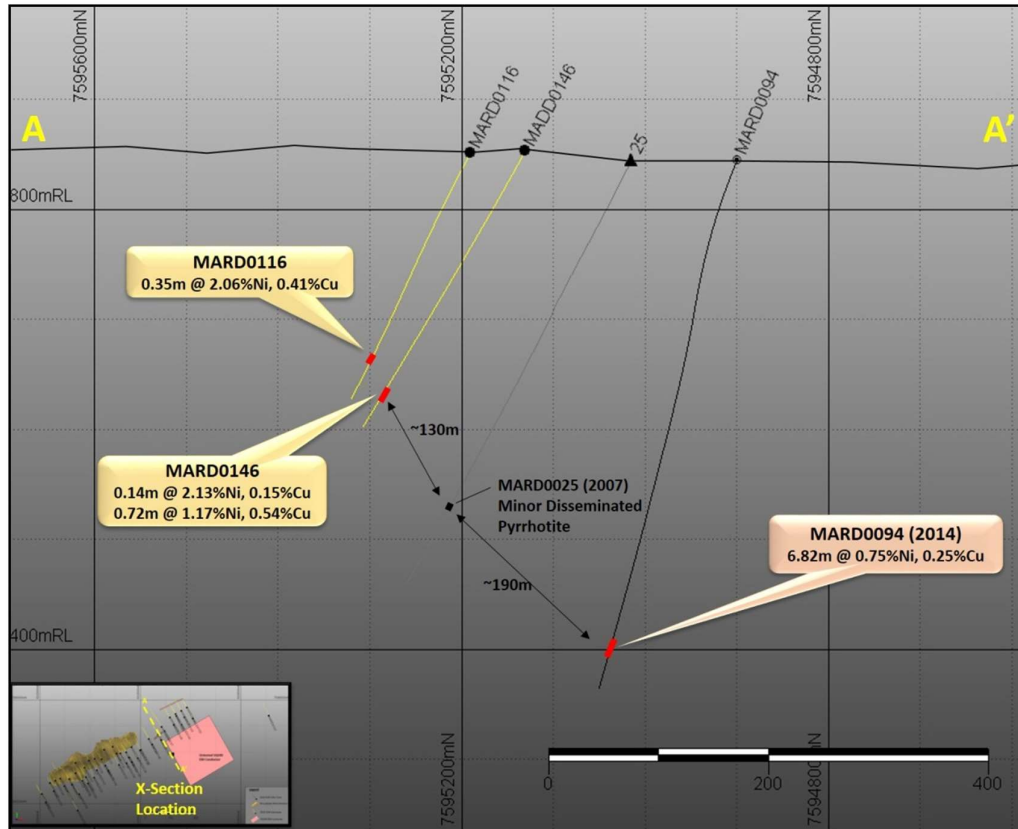 7595600mN
7595200mN
7594800mN
A
MARD0116
MADD0146
25
MARD0094
A'
800mRL
MARD0116
0.35m @ 2.06%Ni, 0.41%Cu
MARD0146
0.14m @ 2.13%Ni, 0.15%Cu
0.72m @ 1.17%Ni, 0.54%Cu
~130m
MARD0025 (2007)
Minor Disseminated
Pyrrhotite
MARD0094 (2014)
6.82m @ 0.75%Ni, 0.25%Cu
~190m
400mRL
X-Section
Location
7595200mN
7594800mN
0
200
400